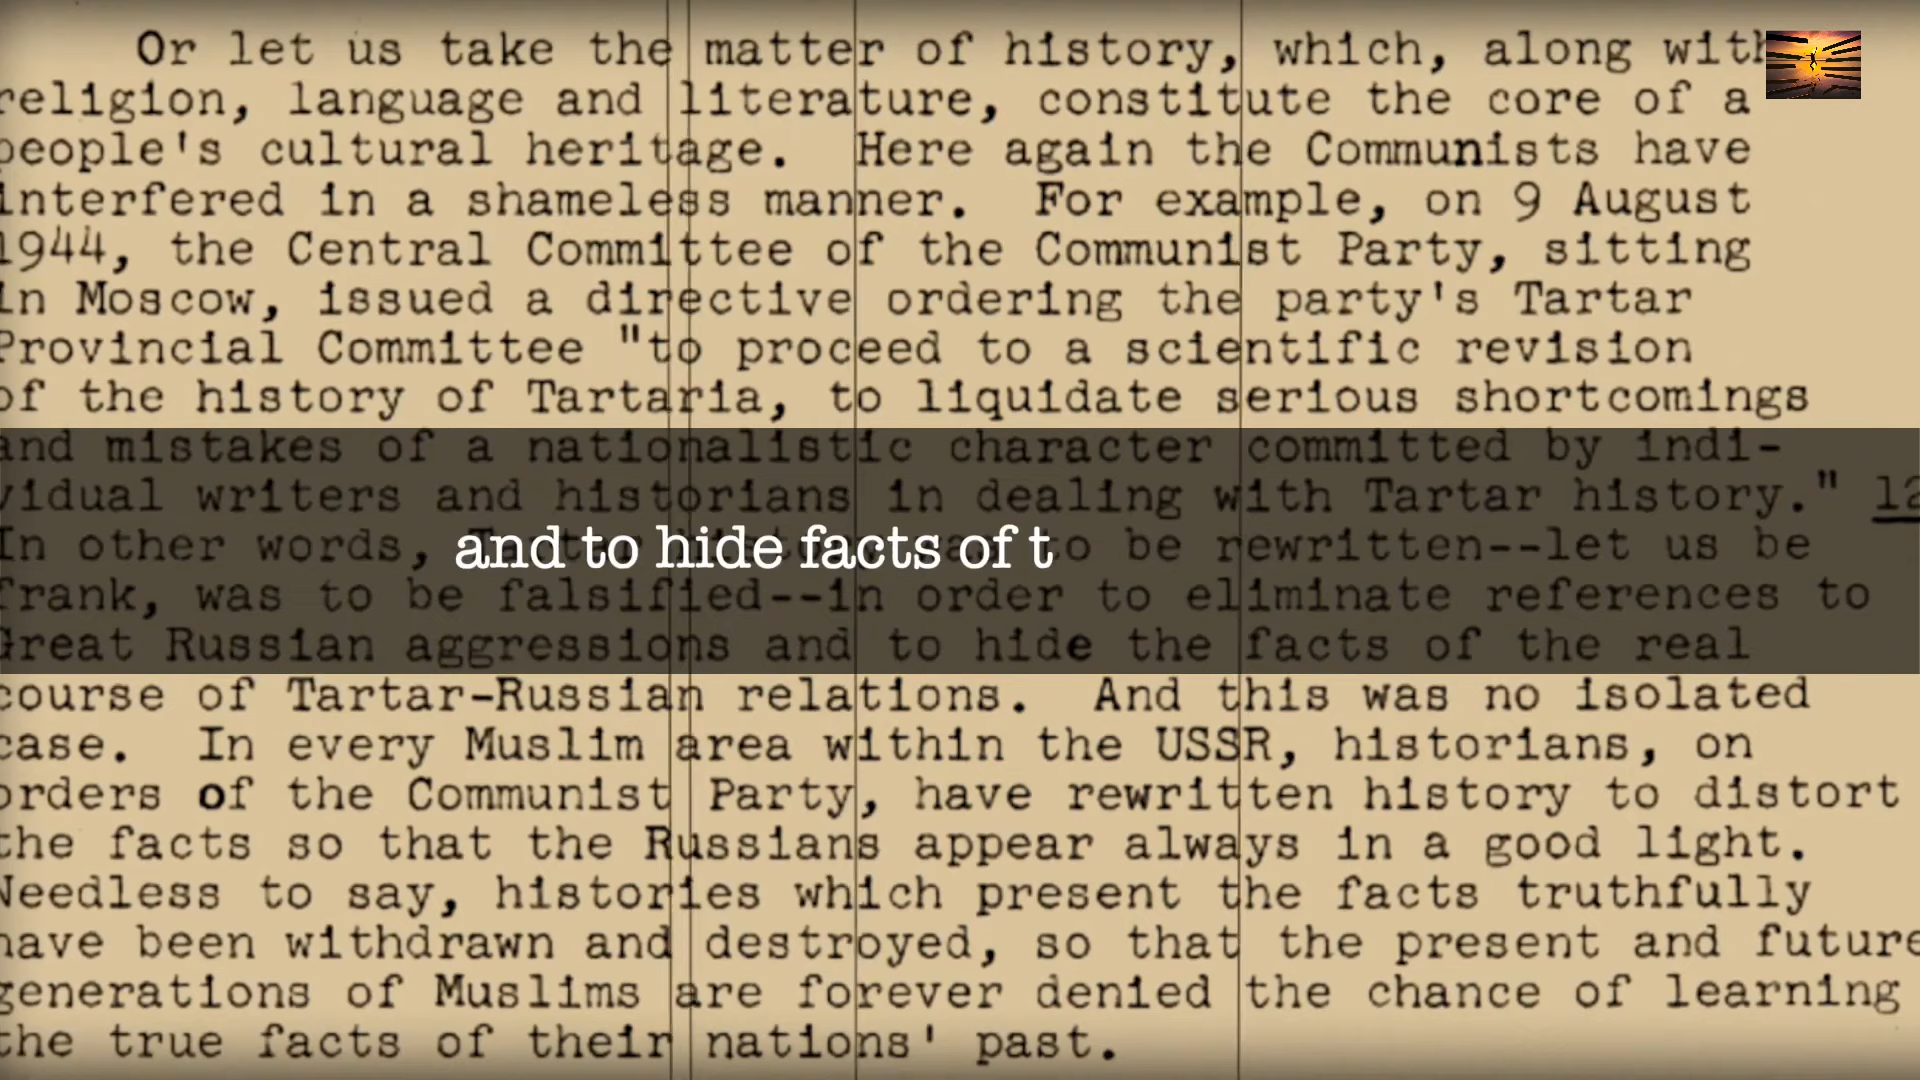 Or let us take the matter of history, which, along with
religion, language and literature, constitute the core of a
people's cultural heritage. Here again the Communists have
interfered in a shameless manner. For example, on 9 August
1944, the Central Committee of the Communist Party, sitting
in Moscow, issued a directive ordering the party's Tartar
Provincial Committee "to proceed to a scientific revision
of the history of Tartaria, to liquidate serious shortcomings
and mistakes of a nationalistic character committed by indi-
vidual writers and historians in dealing with Tartar history." 12
In other words, to be rewritten--let us be
and to hide facts of t
frank, was to be falsified--in order to eliminate references to
Great Russian aggressions and to hide the facts of the real
course of Tartar-Russian relations. And this was no isolated
case. In every Muslim area within the USSR, historians, on
orders of the Communist Party, have rewritten history to distort
the facts so that the Russians appear always in a good light.
Needless to say, histories which present the facts truthfully
have been withdrawn and destroyed, so that the present and future
generations of Muslims are forever denied the chance of learning
the true facts of their nations' past.